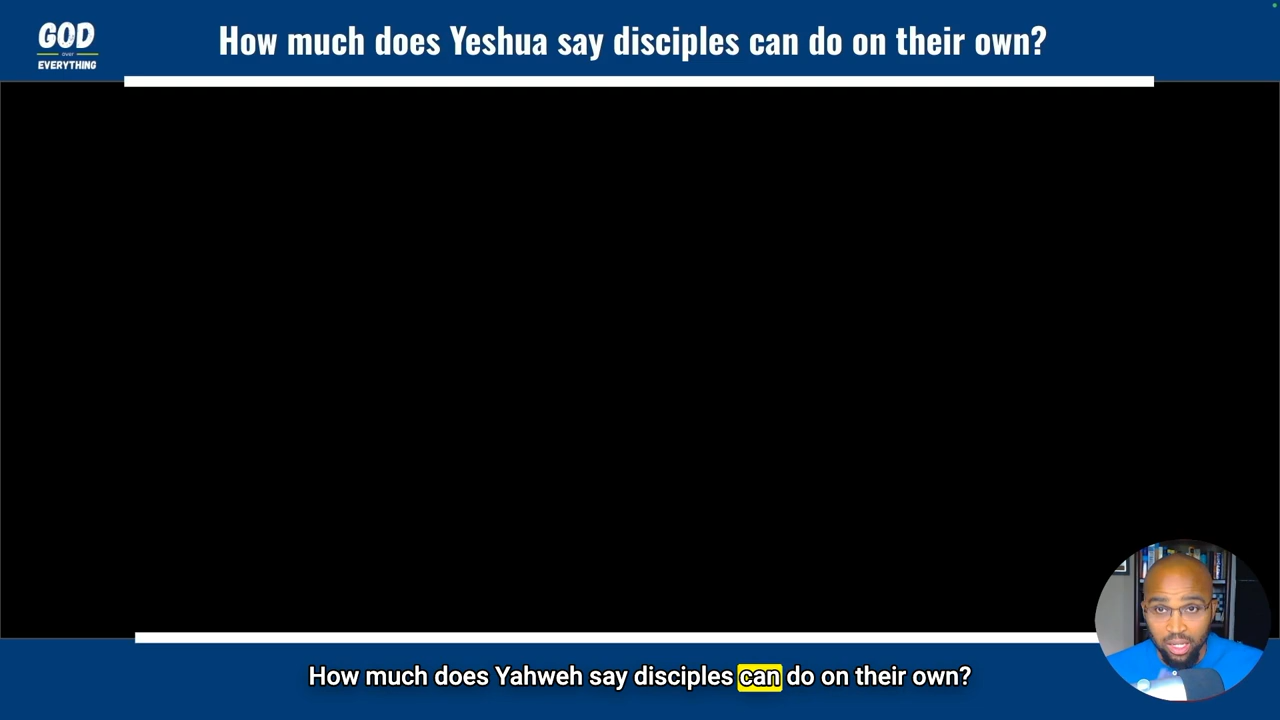 GOD
over
EVERYTHING
How much does Yeshua say disciples can do on their own?
How much does Yahweh say disciples can do on their own?